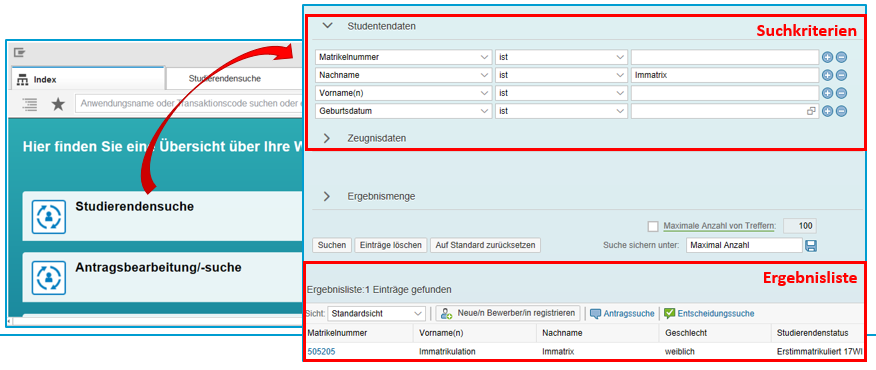 Index
Studierendensuche
Anwendungsname oder Transaktionscode suchen oder
Hier finden Sie eine Übersicht über Ihre
Studierendensuche
Antragsbearbeitung/-suche
Studentendaten
Suchkriterien
Matrikelnummer ist
Nachname ist Immatrix
Vorname(n) ist
Geburtsdatum ist
Zeugnisdaten
Ergebnismenge
Maximale Anzahl von Treffern: 100
Suchen Einträge löschen Auf Standard zurücksetzen Suche sichern unter: Maximal Anzahl
Ergebnisliste
Ergebnisliste:1 Einträge gefunden
Sicht: Standardsicht Neue/n Bewerber/in registrieren Antragssuche Entscheidungssuche
Matrikelnummer Vorname(n) Nachname Geschlecht Studierendenstatus
505205 Immatrikulation Immatrix weiblich Erstimmatrikuliert 17WI